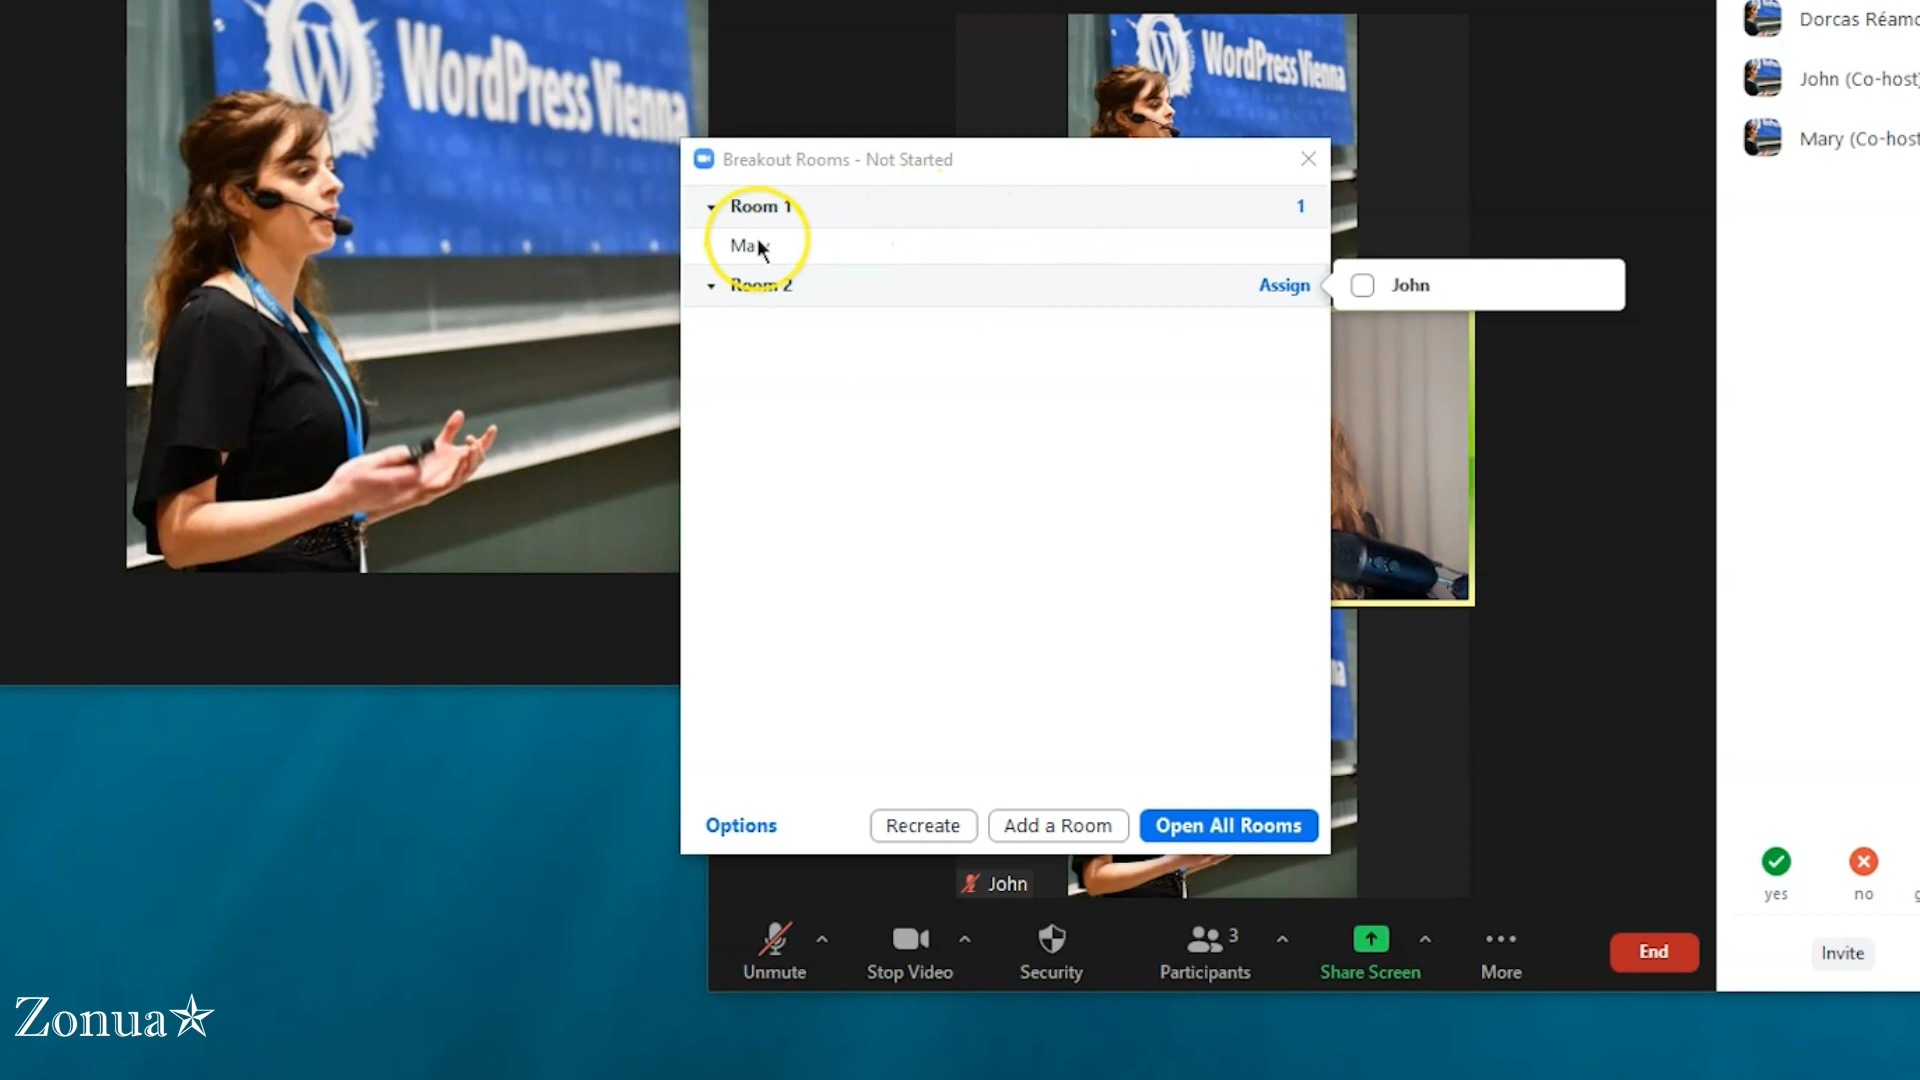 WordPress Vienna
WordPress Vienna
Dorcas Réamo
John (Co-host)
Mary (Co-host
Breakout Rooms - Not Started
Room 1
1
Room 2
Assign
John
Options
Recreate
Add a Room
Open All Rooms
John
yes
no
Unmute
Stop Video
Security
3
Participants
Share Screen
More
End
Invite
Zonua